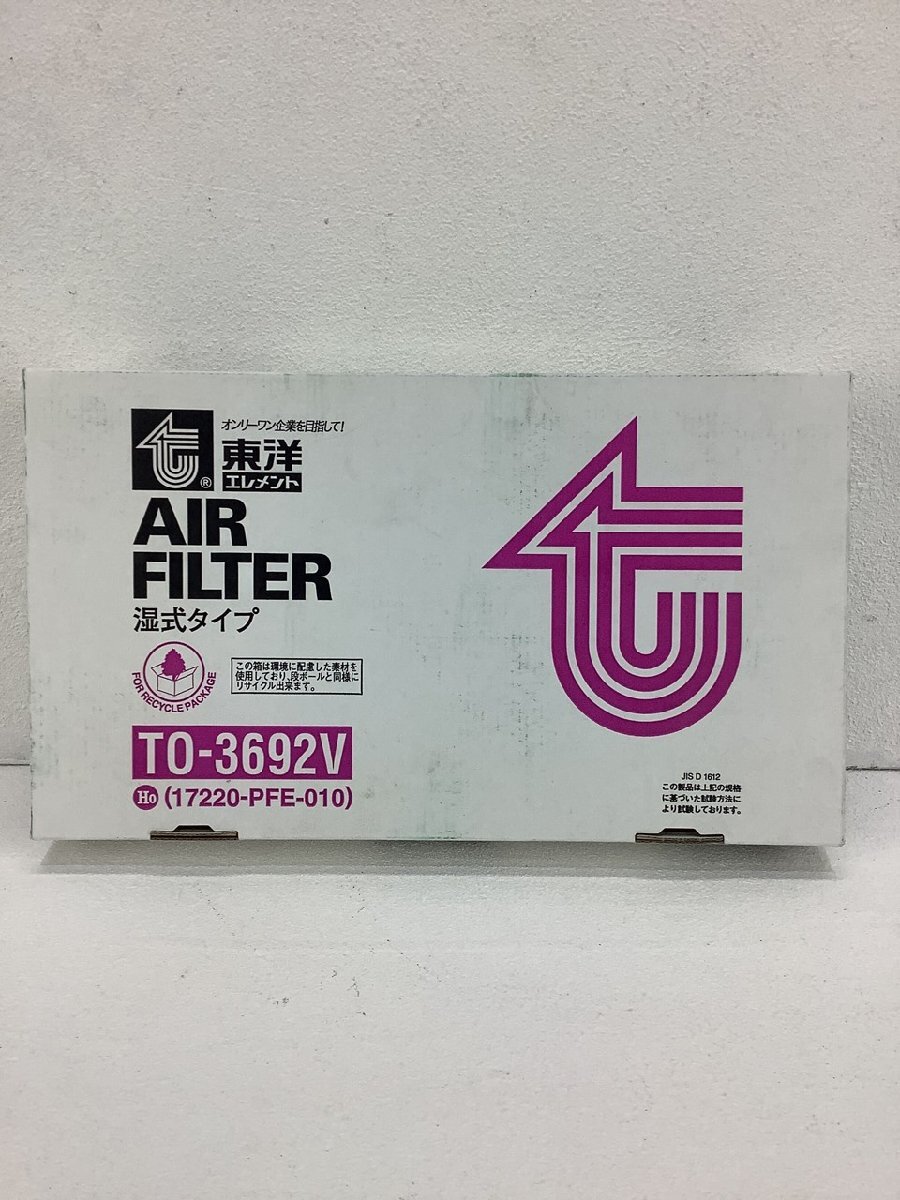 オンリーワン企業を目指して!
東洋
エレメント
®
AIR
FILTER
湿式タイプ
FOR RECYCLE PACKAGE
この箱は環境に配慮した素材を
使用しており、段ボールと同様に
リサイクル出来ます。
TO-3692V
Ho (17220-PFE-010)
JIS D 1612
この製品は上記の規格
に基づいた試験方法に
より試験しております。